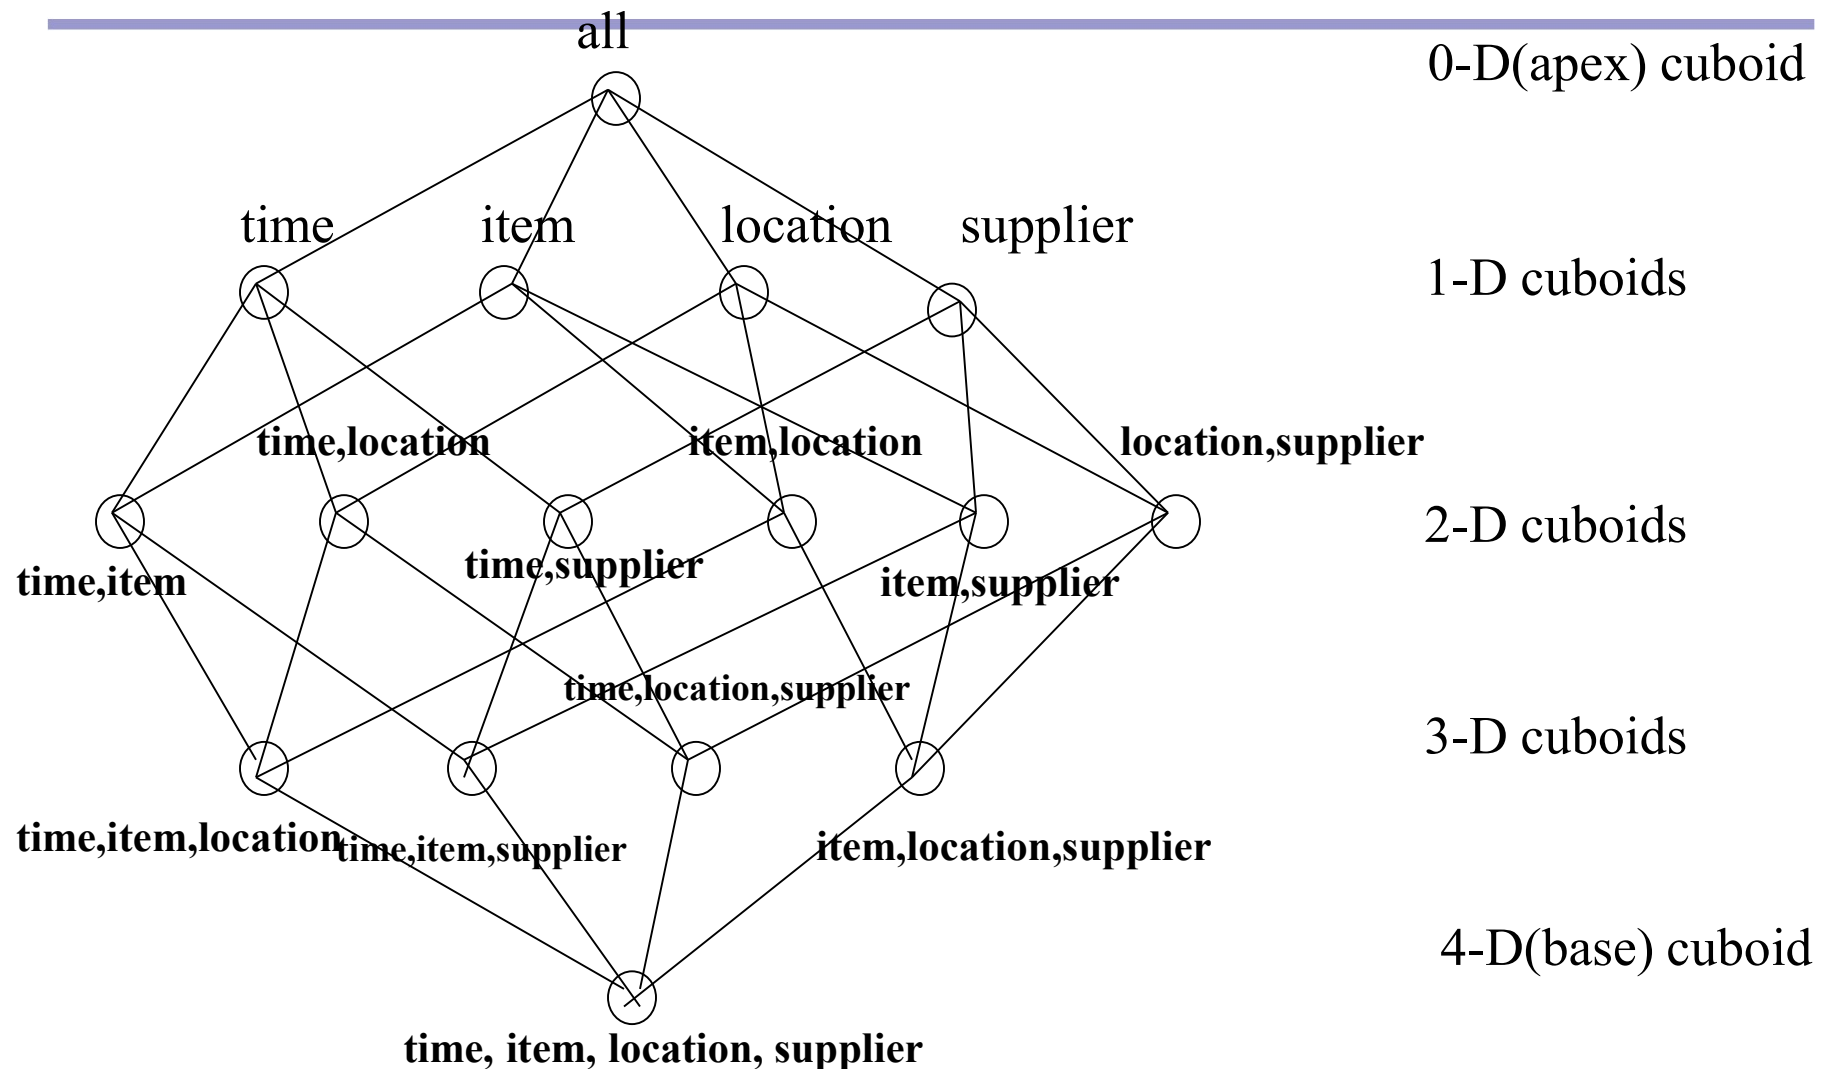 all
0-D(apex) cuboid
time
item
location
supplier
1-D cuboids
time,location
item,location
location,supplier
2-D cuboids
time,item
time,supplier
item,supplier
time,location,supplier
3-D cuboids
time,item,location
time,item,supplier
item,location,supplier
4-D(base) cuboid
time, item, location, supplier